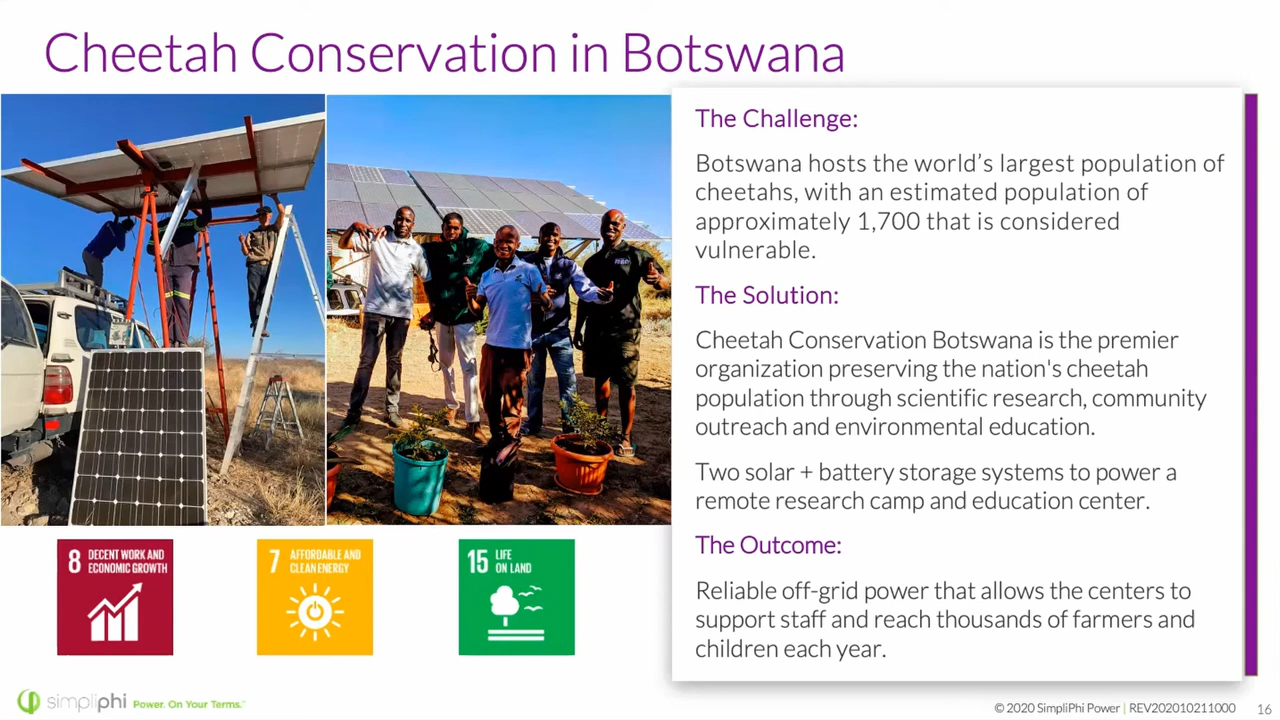 Cheetah Conservation in Botswana
The Challenge:
Botswana hosts the world’s largest population of
cheetahs, with an estimated population of
approximately 1,700 that is considered
vulnerable.
The Solution:
Cheetah Conservation Botswana is the premier
organization preserving the nation's cheetah
population through scientific research, community
outreach and environmental education.
Two solar + battery storage systems to power a
remote research camp and education center.
The Outcome:
Reliable off-grid power that allows the centers to
support staff and reach thousands of farmers and
children each year.
8 DECENT WORK AND
ECONOMIC GROWTH
7 AFFORDABLE AND
CLEAN ENERGY
15 LIFE
ON LAND
simpliphi Power. On Your Terms.™
© 2020 SimpliPhi Power | REV202010211000 16